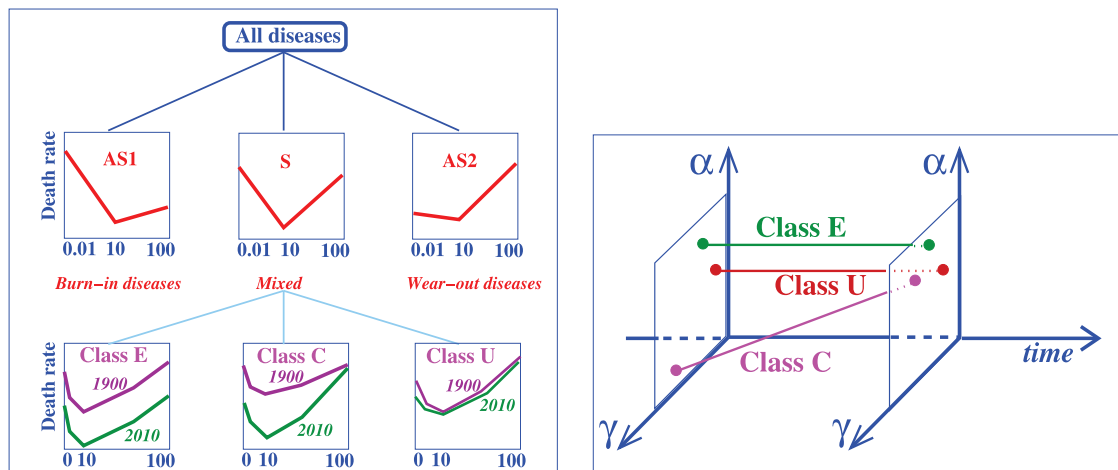 All diseases
Death rate
AS1
S
AS2
0.01 10 100
0.01 10 100
0.01 10 100
Burn-in diseases
Mixed
Wear-out diseases
Death rate
Class E
1900
2010
0 10 100
Class C
1900
2010
0 10 100
Class U
1900
2010
0 10 100
α
α
Class E
Class U
Class C
time
γ
γ